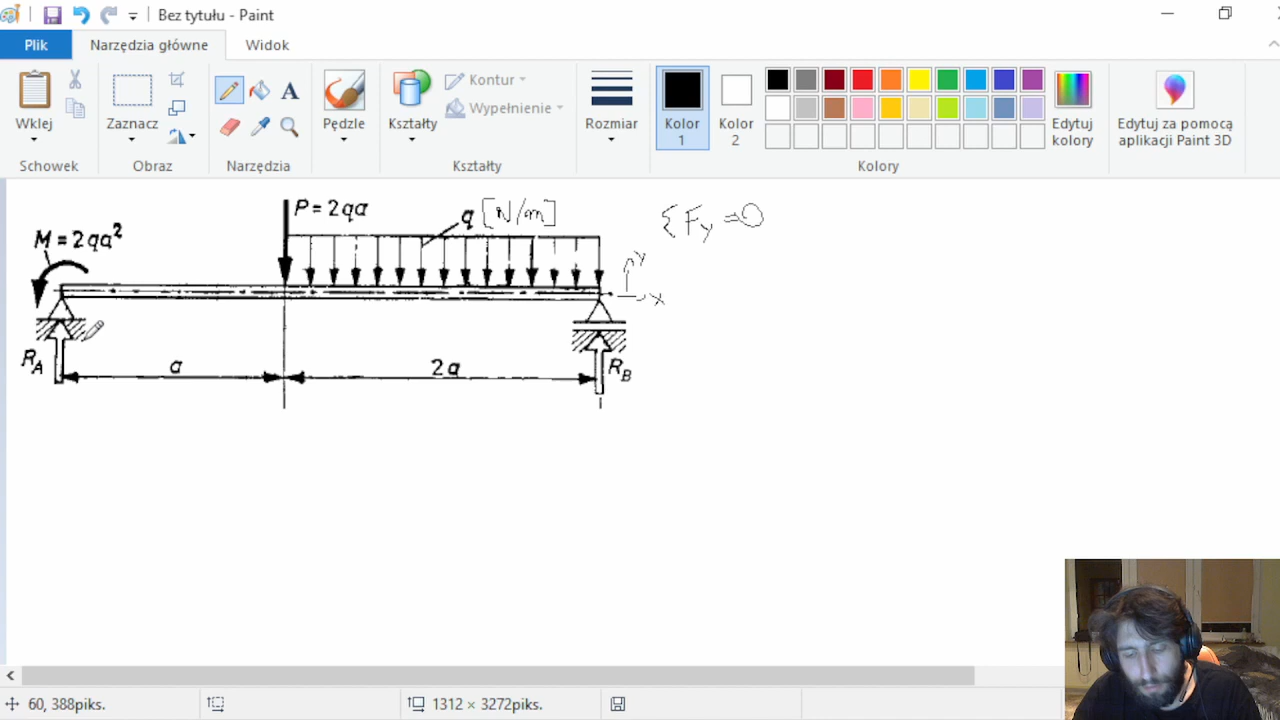 Bez tytułu - Paint
Plik
Narzędzia główne
Widok
Wklej
Zaznacz
Pędzle
Kształty
Kontur
Wypełnienie
Rozmiar
Kolor 1
Kolor 2
Edytuj kolory
Edytuj za pomocą aplikacji Paint 3D
Schowek
Obraz
Narzędzia
Kształty
Kolory
P = 2qa
q [N/m]
ΣFy = 0
M = 2qa²
y
x
RA
a
2a
RB
60, 388piks.
1312 × 3272piks.